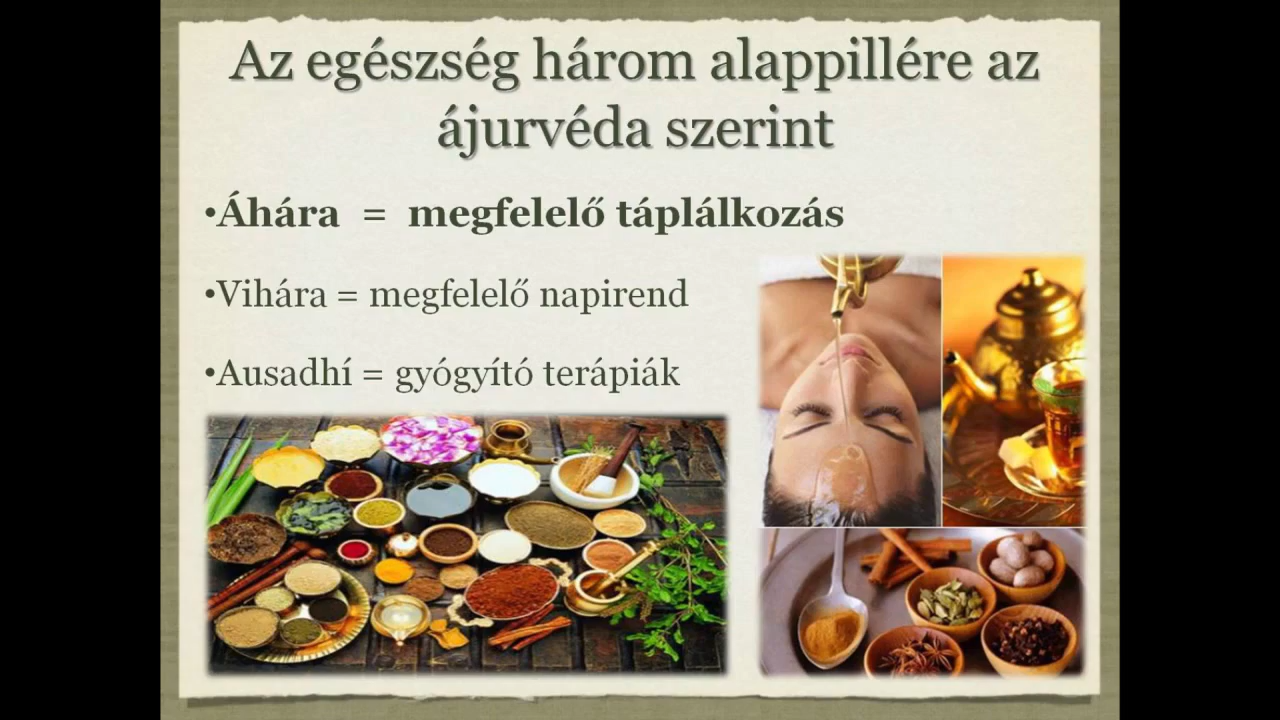 Az egészség három alappillére az
ájurvéda szerint
•Áhára = megfelelő táplálkozás
•Vihára = megfelelő napirend
•Ausadhí = gyógyító terápiák